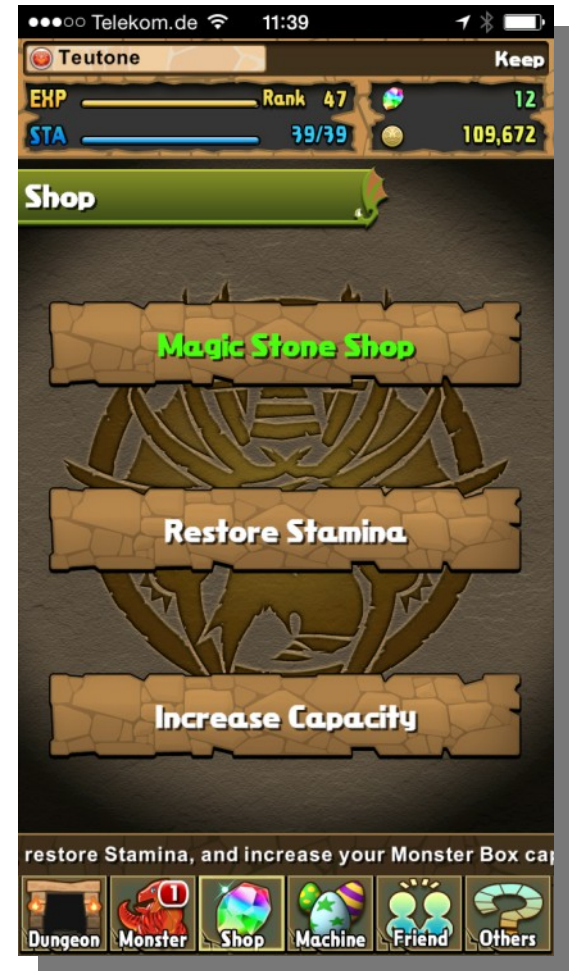 Telekom.de 11:39
Teutone Keep
EXP Rank 47 12
STA 39/39 109,672
Shop
Magic Stone Shop
Restore Stamina
Increase Capacity
restore Stamina, and increase your Monster Box cap
1
Dungeon Monster Shop Machine Friend Others